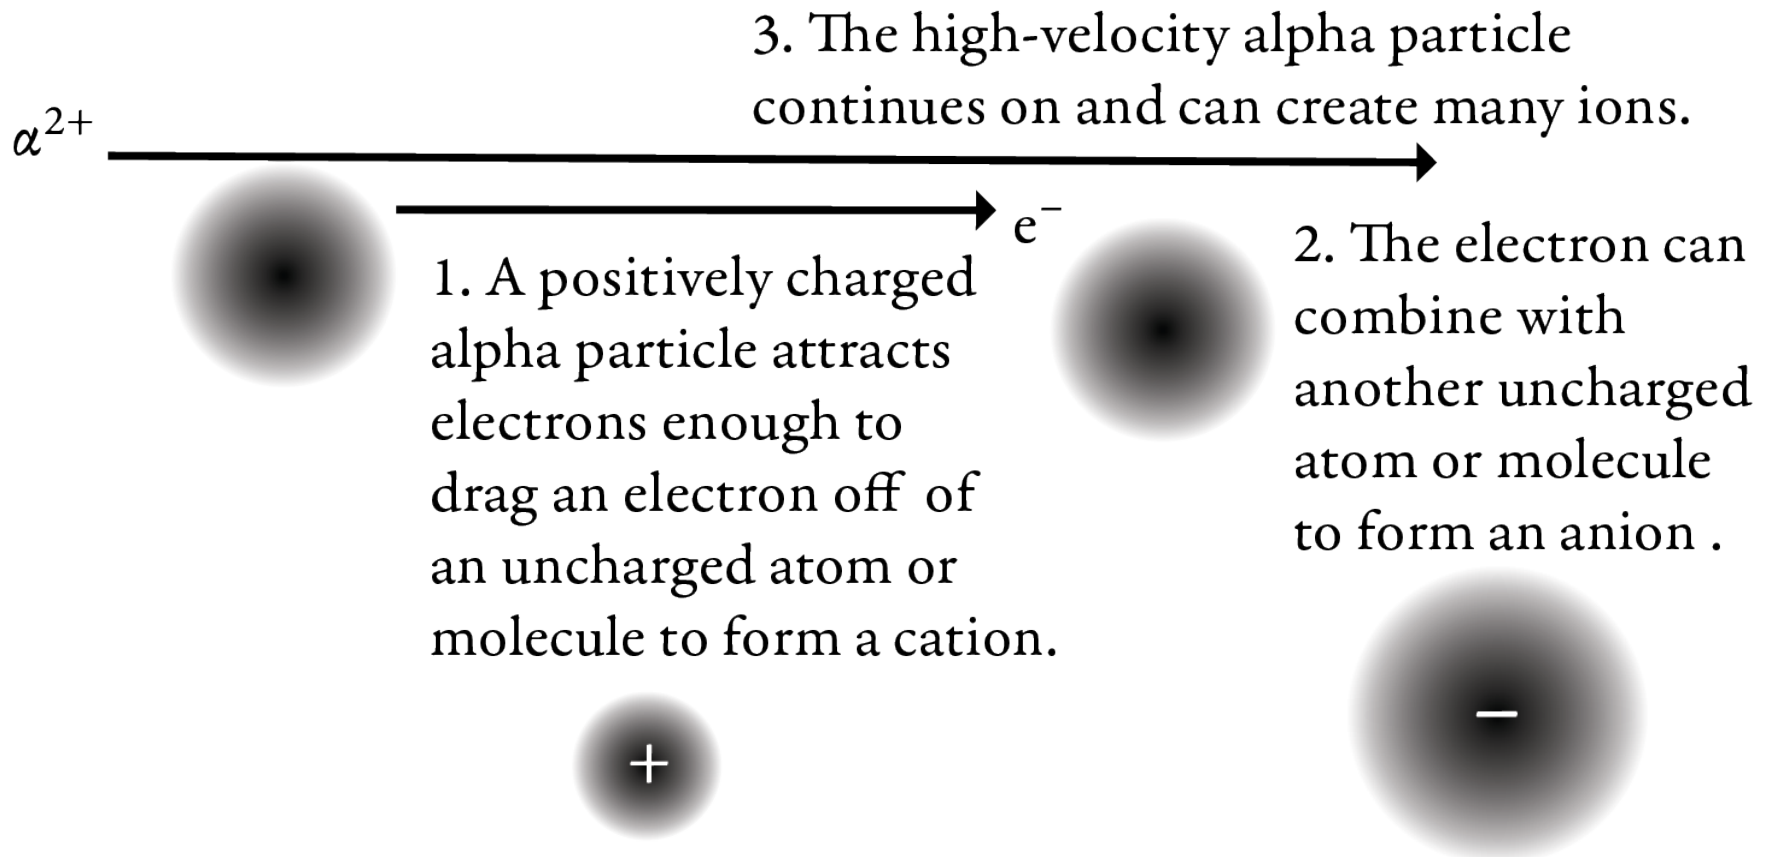 3. The high-velocity alpha particle
continues on and can create many ions.
α²⁺
e⁻
1. A positively charged
alpha particle attracts
electrons enough to
drag an electron off of
an uncharged atom or
molecule to form a cation.
2. The electron can
combine with
another uncharged
atom or molecule
to form an anion .
+
−